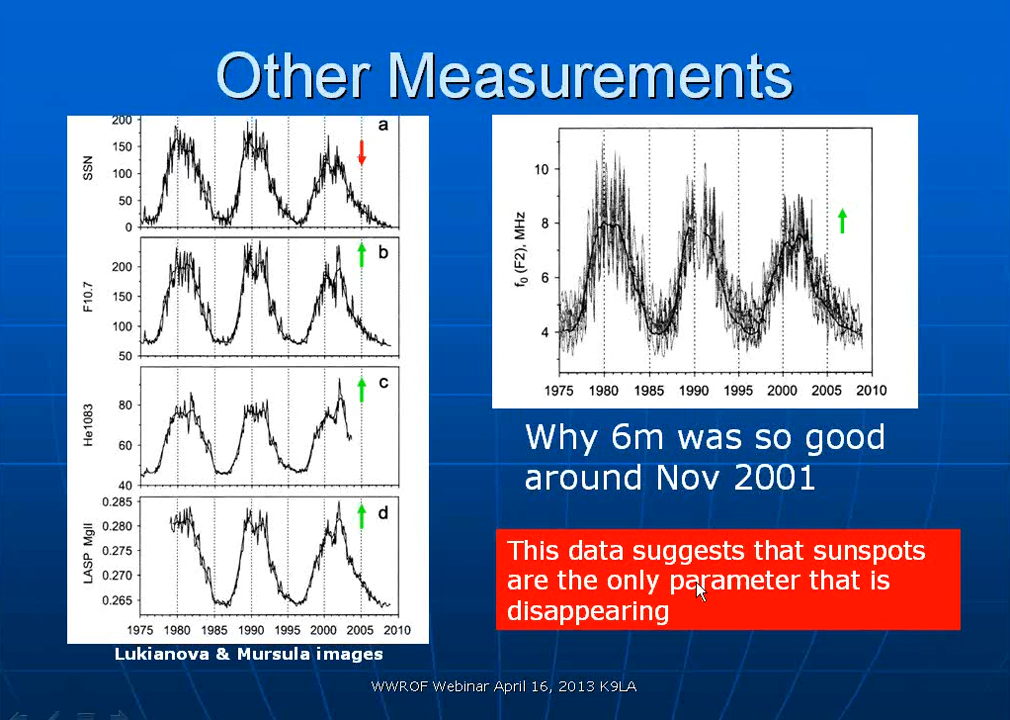 Other Measurements
a
200
150
100
50
0
SSN
b
200
150
100
50
F10.7
c
80
60
40
He1083
d
0.285
0.280
0.275
0.270
0.265
LASP MgII
1975 1980 1985 1990 1995 2000 2005 2010
Lukianova & Mursula images
10
8
6
4
f0 (F2), MHz
1975 1980 1985 1990 1995 2000 2005 2010
Why 6m was so good
around Nov 2001
This data suggests that sunspots
are the only parameter that is
disappearing
WWROF Webinar April 16, 2013 K9LA